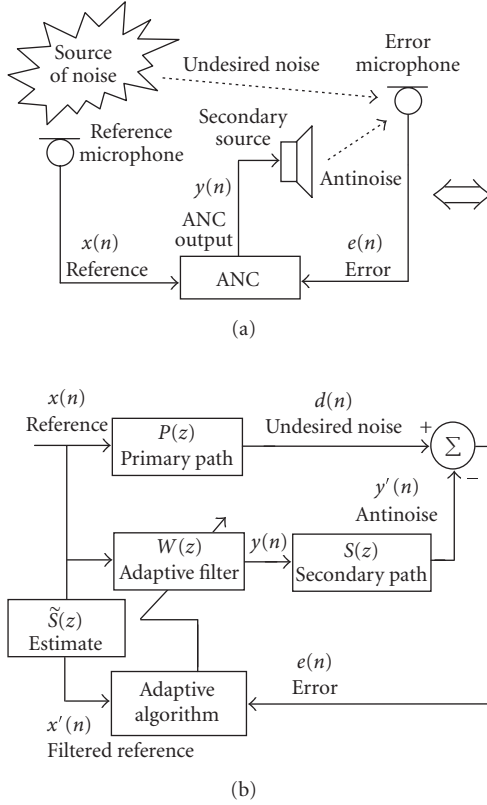 Source
of noise
Undesired noise
Error
microphone
Reference
microphone
Secondary
source
y(n)
Antinoise
x(n)
Reference
ANC
output
e(n)
Error
ANC
(a)
x(n)
Reference
P(z)
Primary path
d(n)
Undesired noise
+
Σ
−
y′(n)
Antinoise
W(z)
Adaptive filter
y(n)
S(z)
Secondary path
S̃(z)
Estimate
e(n)
Error
Adaptive
algorithm
x′(n)
Filtered reference
(b)